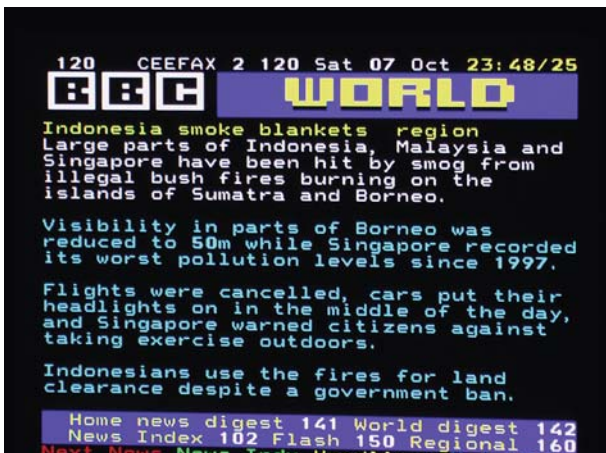 120 CEEFAX 2 120 Sat 07 Oct 23:48/25
BBC WORLD
Indonesia smoke blankets region
Large parts of Indonesia, Malaysia and
Singapore have been hit by smog from
illegal bush fires burning on the
islands of Sumatra and Borneo.
Visibility in parts of Borneo was
reduced to 50m while Singapore recorded
its worst pollution levels since 1997.
Flights were cancelled, cars put their
headlights on in the middle of the day,
and Singapore warned citizens against
taking exercise outdoors.
Indonesians use the fires for land
clearance despite a government ban.
Home news digest 141 World digest 142
News Index 102 Flash 150 Regional 160
Next News News Indx